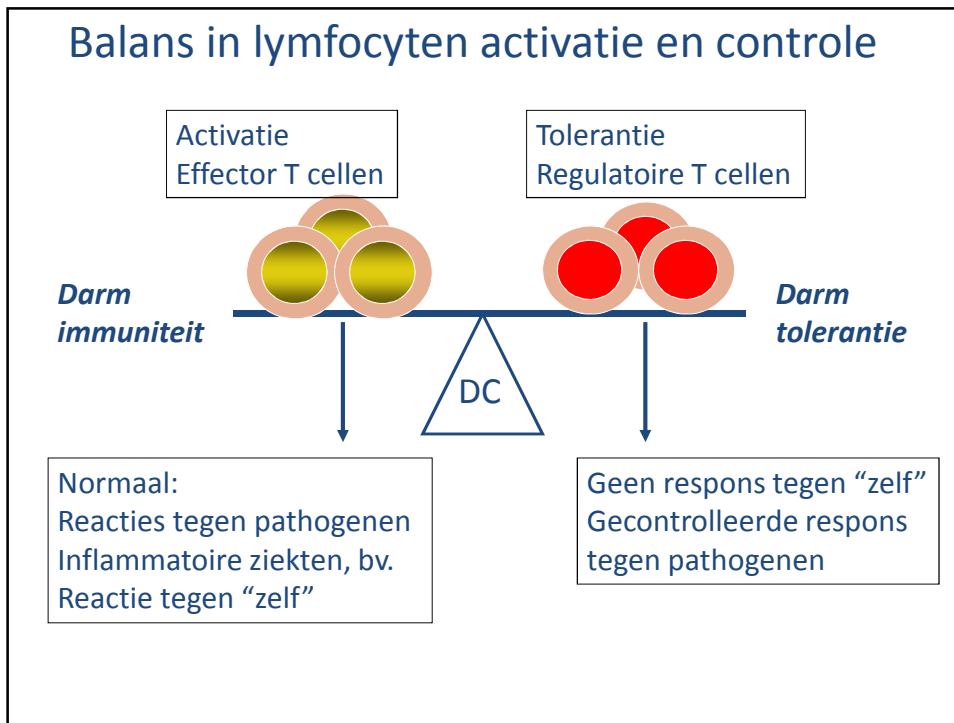 Balans in lymfocyten activatie en controle
Activatie
Effector T cellen
Tolerantie
Regulatoire T cellen
Darm
immuniteit
Darm
tolerantie
DC
Normaal:
Reacties tegen pathogenen
Inflammatoire ziekten, bv.
Reactie tegen “zelf”
Geen respons tegen “zelf”
Gecontrolleerde respons
tegen pathogenen